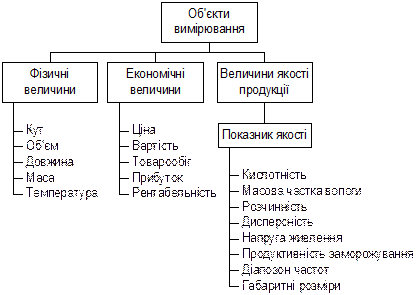 Об'єкти
вимірювання
Фізичні
величини
Економічні
величини
Величини якості
продукції
Показник якості
Кут
Об'єм
Довжина
Маса
Температура
Ціна
Вартість
Товарообіг
Прибуток
Рентабельність
Кислотність
Масова частка вологи
Розчинність
Дисперсність
Напруга живлення
Продуктивність заморожування
Діапазон частот
Габаритні розміри